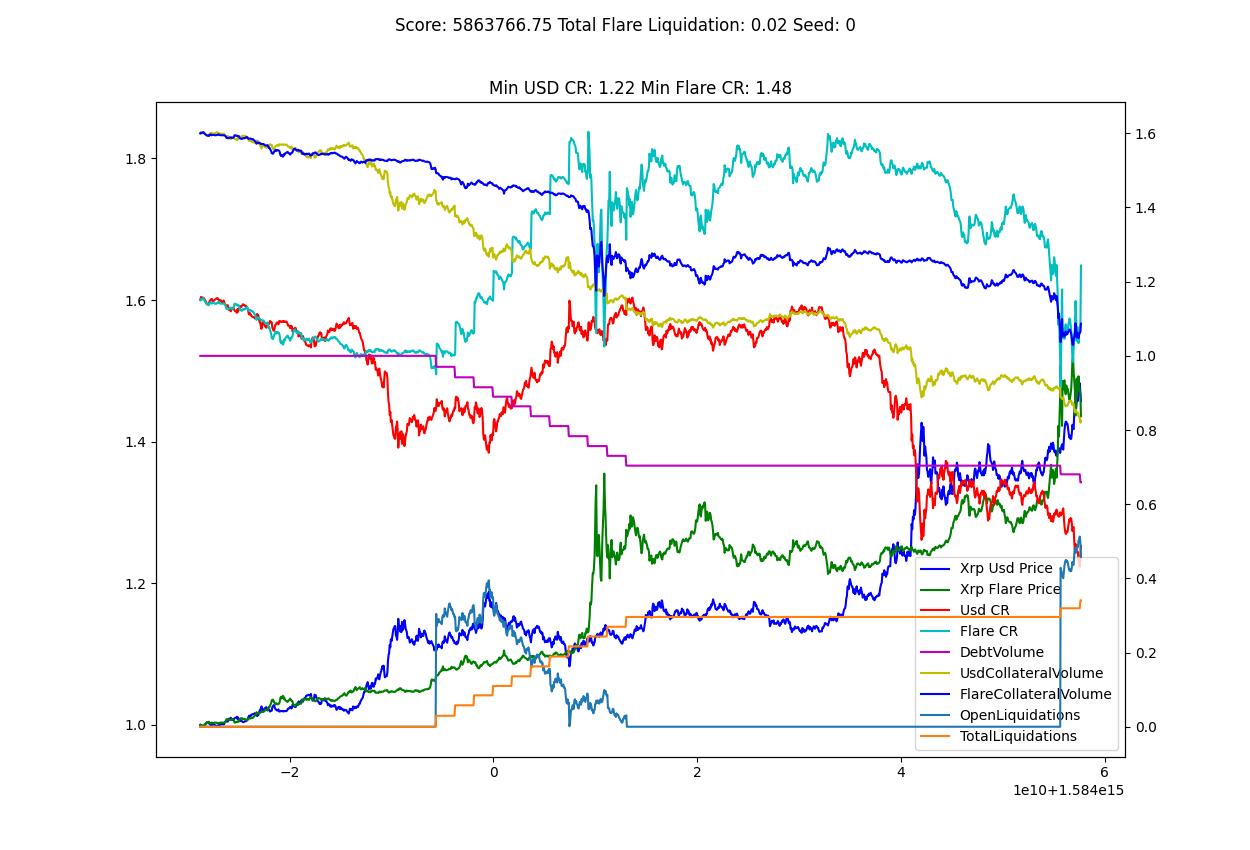 Score: 5863766.75 Total Flare Liquidation: 0.02 Seed: 0
Min USD CR: 1.22 Min Flare CR: 1.48
1.8
1.6
1.4
1.2
1.0
1.6
1.4
1.2
1.0
0.8
0.6
0.4
0.2
0.0
Xrp Usd Price
Xrp Flare Price
Usd CR
Flare CR
DebtVolume
UsdCollateralVolume
FlareCollateralVolume
OpenLiquidations
TotalLiquidations
−2 0 2 4 6
1e10+1.584e15